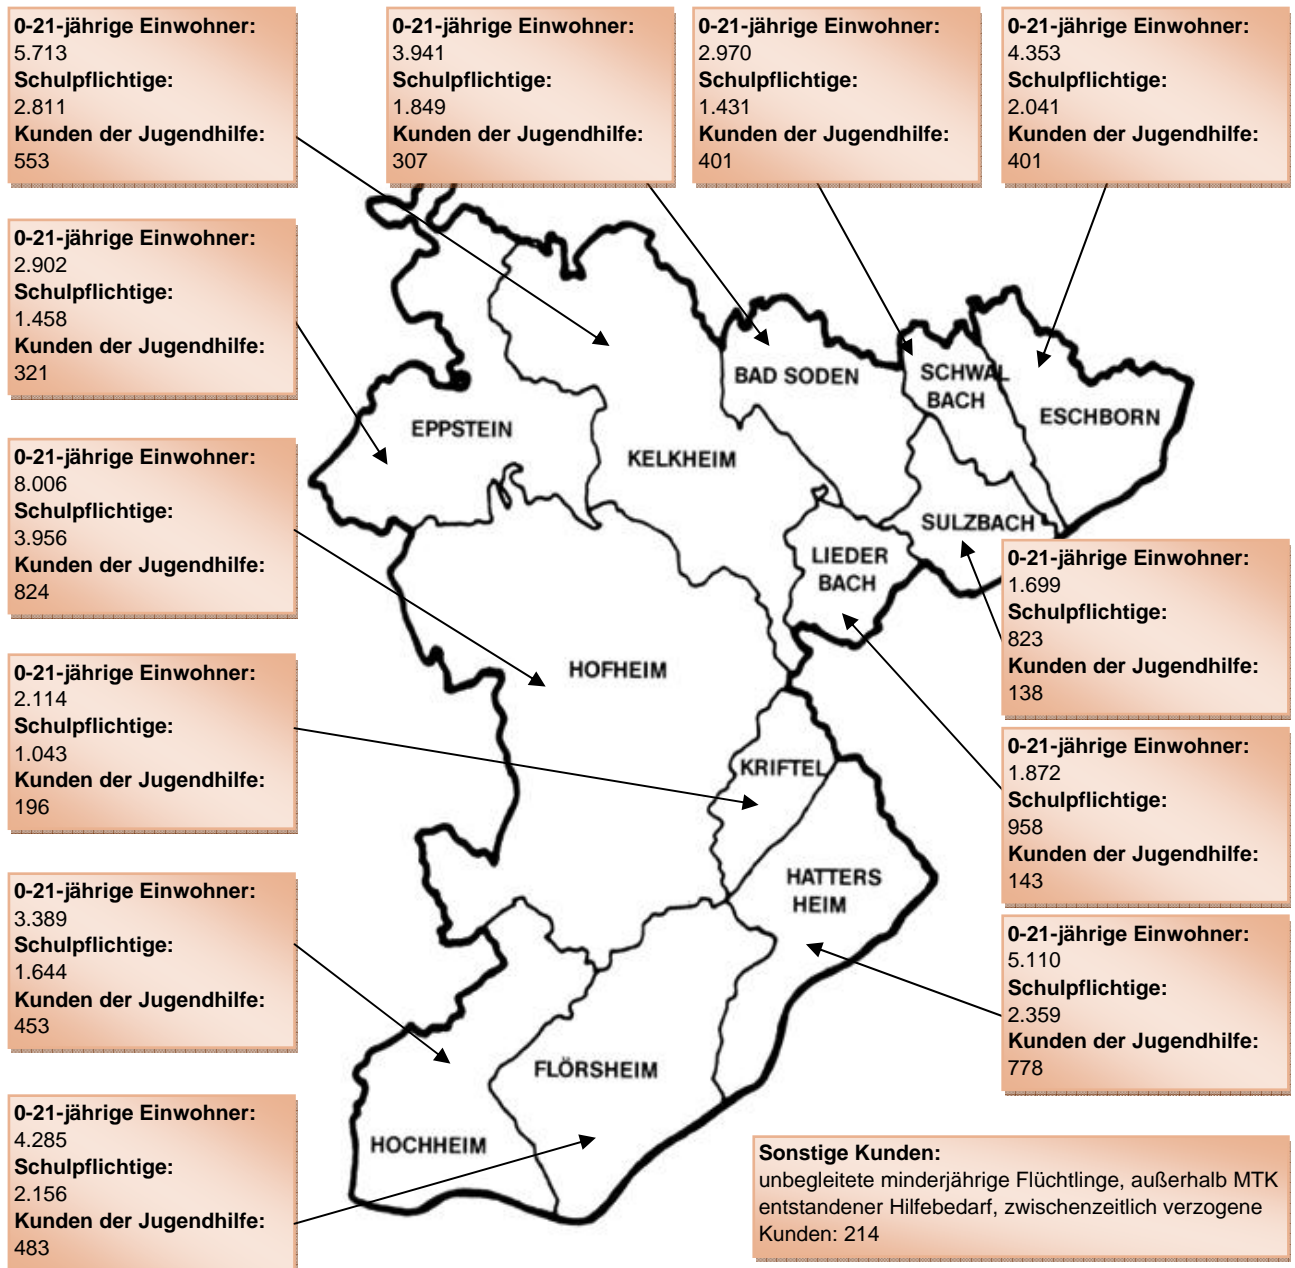 0-21-jährige Einwohner:
5.713
Schulpflichtige:
2.811
Kunden der Jugendhilfe:
553
0-21-jährige Einwohner:
3.941
Schulpflichtige:
1.849
Kunden der Jugendhilfe:
307
0-21-jährige Einwohner:
2.970
Schulpflichtige:
1.431
Kunden der Jugendhilfe:
401
0-21-jährige Einwohner:
4.353
Schulpflichtige:
2.041
Kunden der Jugendhilfe:
401
0-21-jährige Einwohner:
2.902
Schulpflichtige:
1.458
Kunden der Jugendhilfe:
321
0-21-jährige Einwohner:
8.006
Schulpflichtige:
3.956
Kunden der Jugendhilfe:
824
0-21-jährige Einwohner:
2.114
Schulpflichtige:
1.043
Kunden der Jugendhilfe:
196
0-21-jährige Einwohner:
3.389
Schulpflichtige:
1.644
Kunden der Jugendhilfe:
453
0-21-jährige Einwohner:
4.285
Schulpflichtige:
2.156
Kunden der Jugendhilfe:
483
BAD SODEN
SCHWAL
BACH
ESCHBORN
EPPSTEIN
KELKHEIM
SULZBACH
LIEDER
BACH
HOFHEIM
KRIFTEL
HATTERS
HEIM
FLÖRSHEIM
HOCHHEIM
0-21-jährige Einwohner:
1.699
Schulpflichtige:
823
Kunden der Jugendhilfe:
138
0-21-jährige Einwohner:
1.872
Schulpflichtige:
958
Kunden der Jugendhilfe:
143
0-21-jährige Einwohner:
5.110
Schulpflichtige:
2.359
Kunden der Jugendhilfe:
778
Sonstige Kunden:
unbegleitete minderjährige Flüchtlinge, außerhalb MTK
entstandener Hilfebedarf, zwischenzeitlich verzogene
Kunden: 214